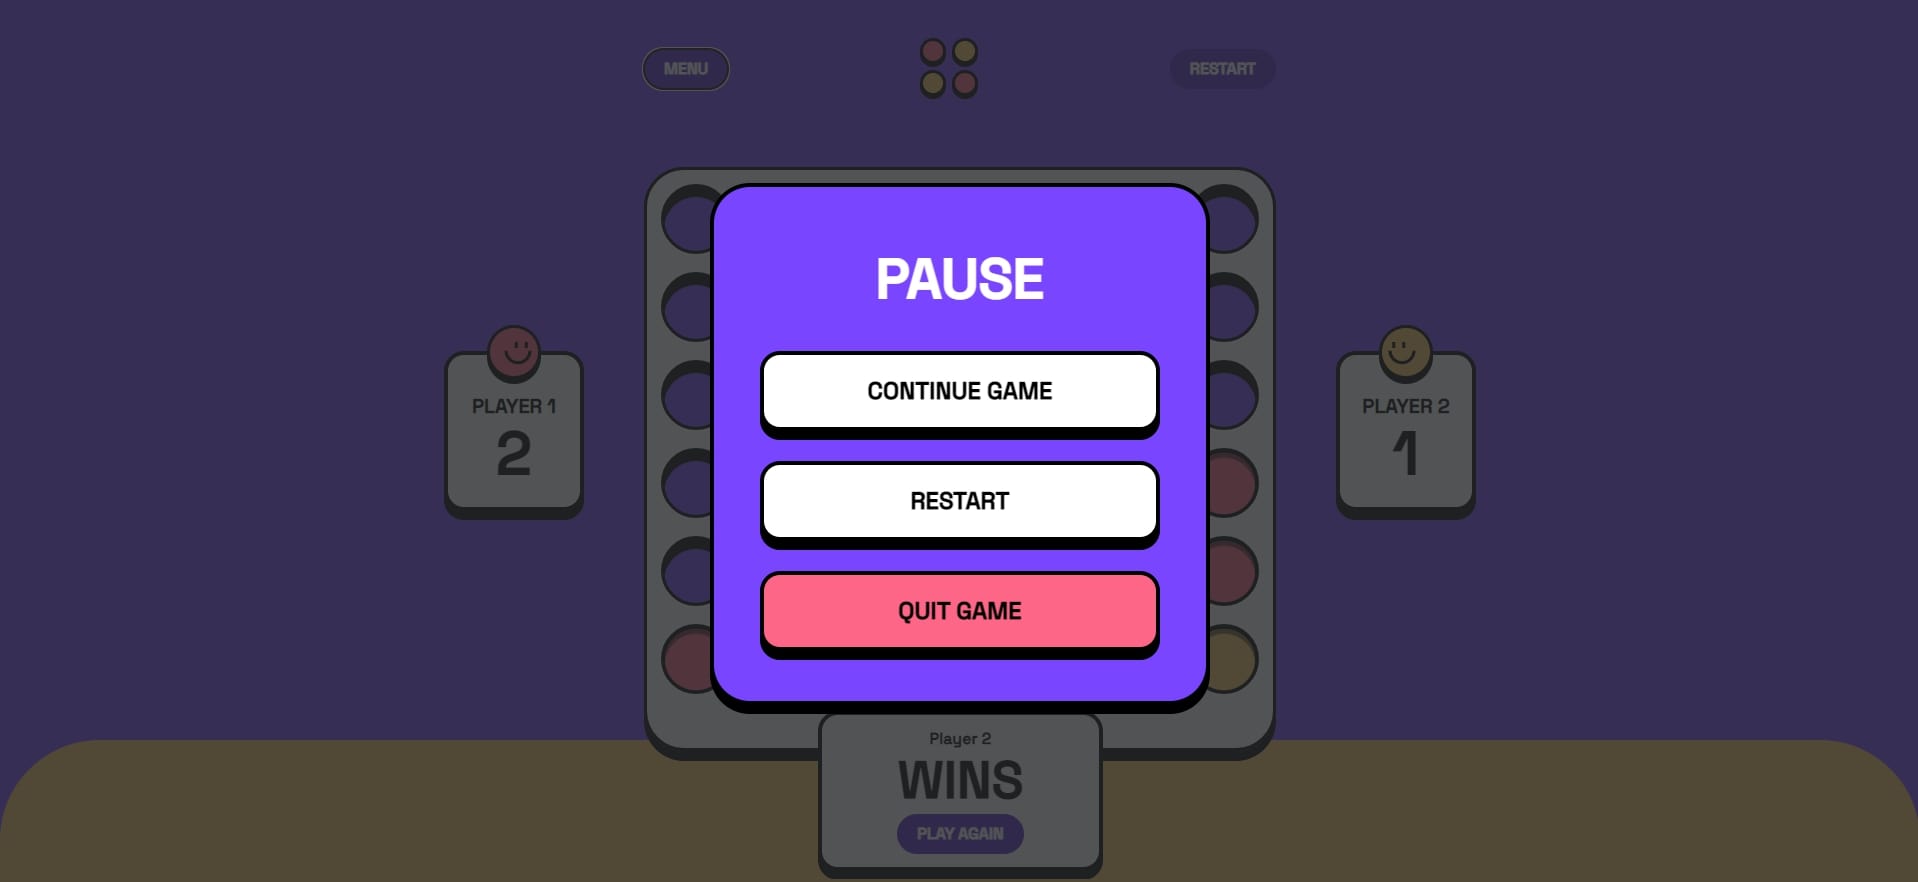 MENU
RESTART
PAUSE
CONTINUE GAME
RESTART
QUIT GAME
PLAYER 1
2
PLAYER 2
1
Player 2
WINS
PLAY AGAIN